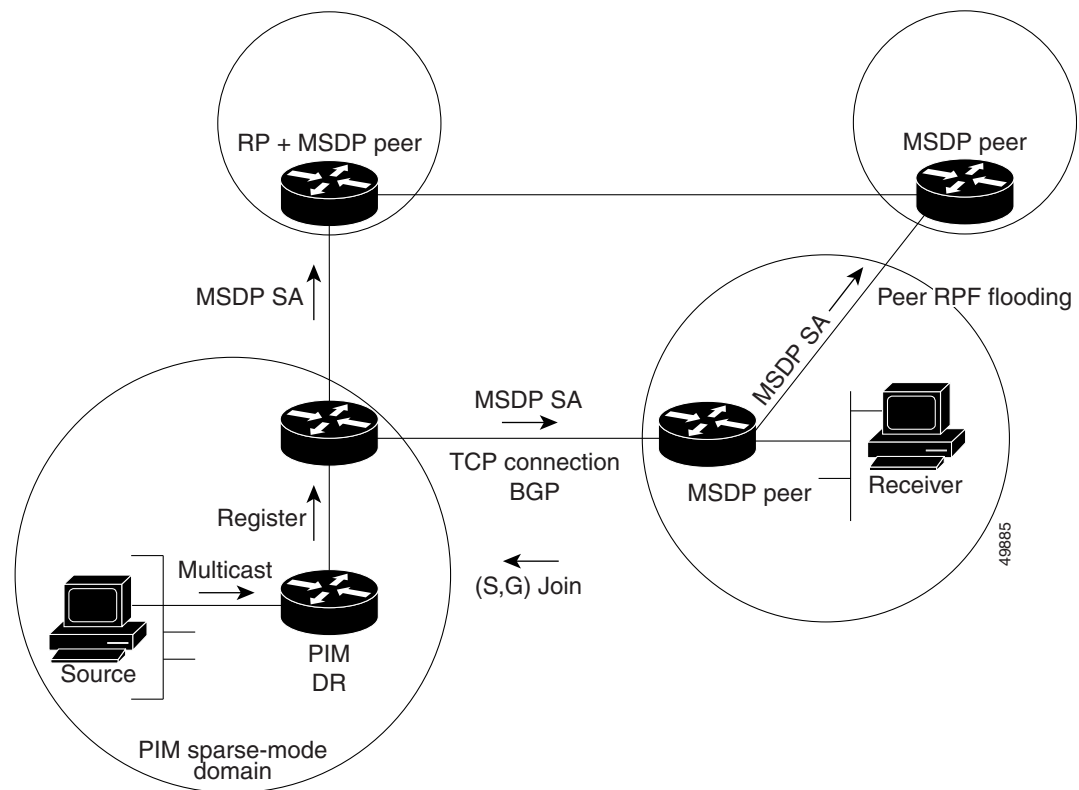 RP + MSDP peer
MSDP peer
MSDP SA
Peer RPF flooding
MSDP SA
MSDP SA
TCP connection
BGP
MSDP peer
Receiver
Register
(S,G) Join
Multicast
Source
PIM
DR
PIM sparse-mode
domain
49885